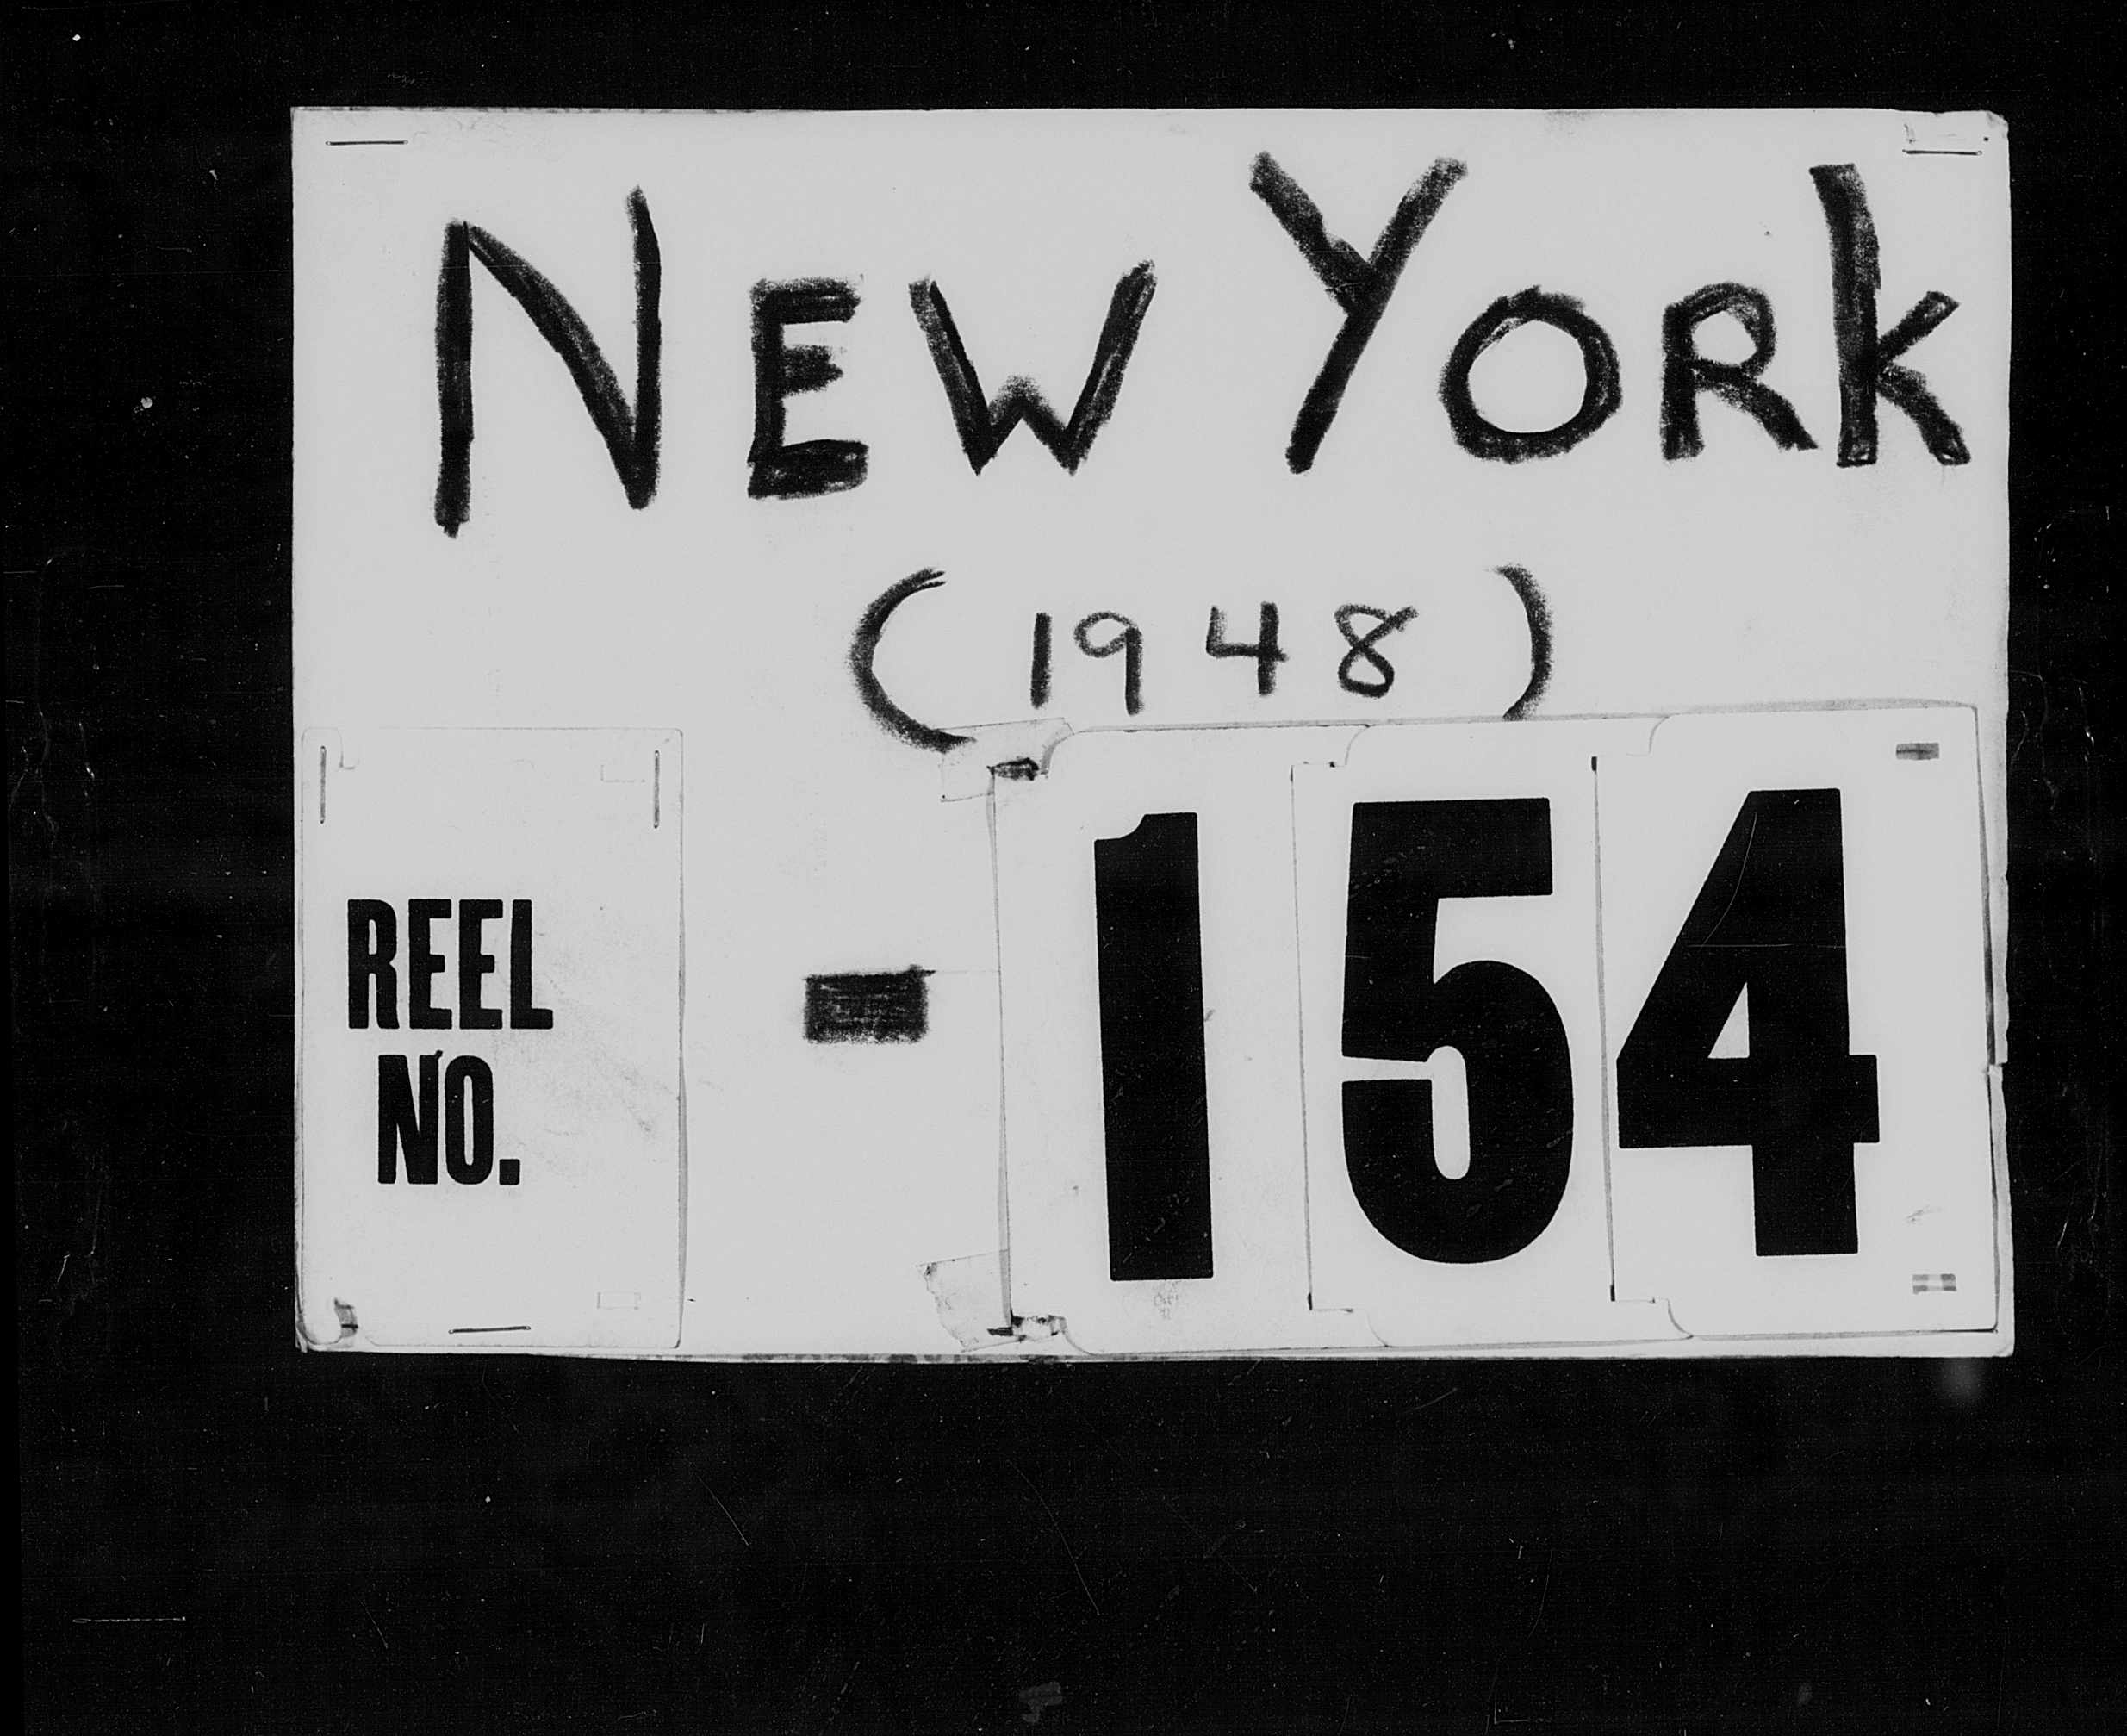 NEW YORK
(1948)
REEL
NO.
- 154